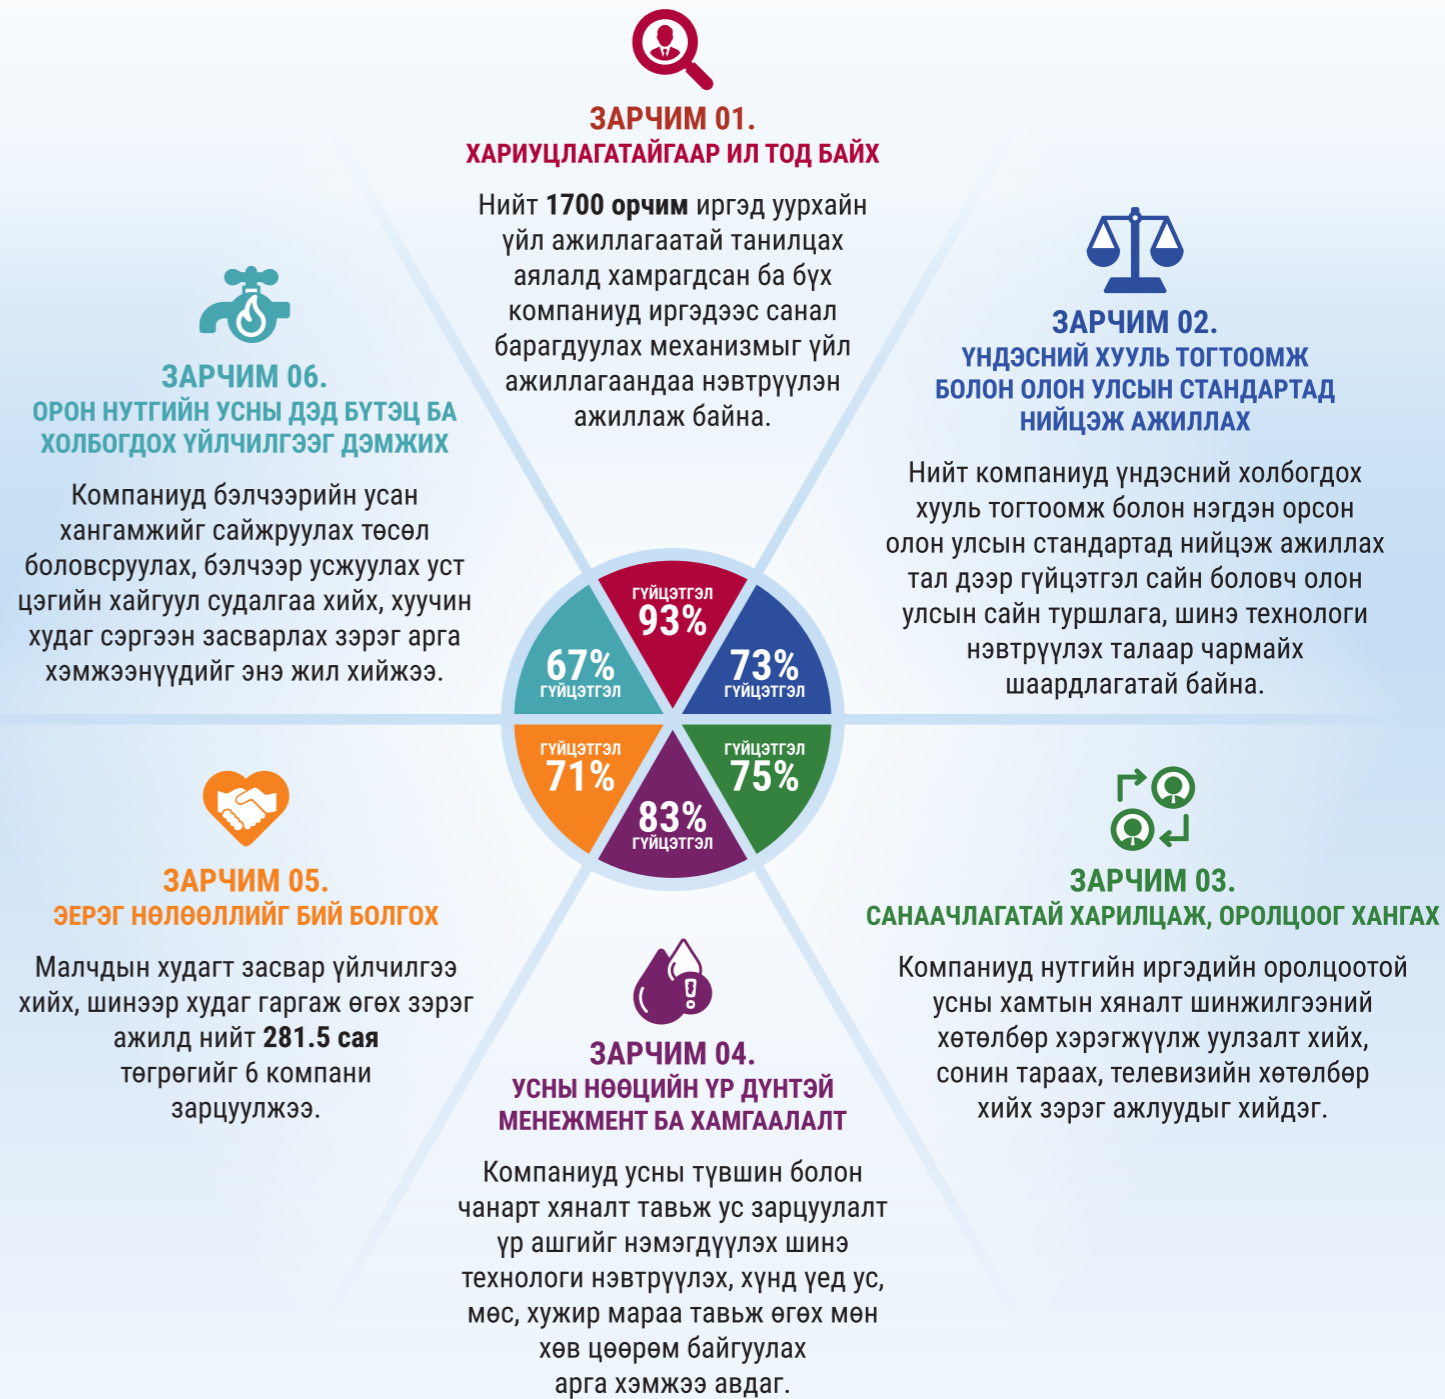 ЗАРЧИМ 01.
ХАРИУЦЛАГАТАЙГААР ИЛ ТОД БАЙХ
Нийт 1700 орчим иргэд уурхайн
үйл ажиллагаатай танилцах
аялалд хамрагдсан ба бүх
компаниуд иргэдээс санал
барагдуулах механизмыг үйл
ажиллагаандаа нэвтрүүлэн
ажиллаж байна.
ЗАРЧИМ 02.
ҮНДЭСНИЙ ХУУЛЬ ТОГТООМЖ
БОЛОН ОЛОН УЛСЫН СТАНДАРТАД
НИЙЦЭЖ АЖИЛЛАХ
Нийт компаниуд үндэсний холбогдох
хууль тогтоомж болон нэгдэн орсон
олон улсын стандартад нийцэж ажиллах
тал дээр гүйцэтгэл сайн боловч олон
улсын сайн туршлага, шинэ технологи
нэвтрүүлэх талаар чармайх
шаардлагатай байна.
ЗАРЧИМ 06.
ОРОН НУТГИЙН УСНЫ ДЭД БҮТЭЦ БА
ХОЛБОГДОХ ҮЙЛЧИЛГЭЭГ ДЭМЖИХ
Компаниуд бэлчээрийн усан
хангамжийг сайжруулах төсөл
боловсруулах, бэлчээр усжуулах уст
цэгийн хайгуул судалгаа хийх, хуучин
худаг сэргээн засварлах зэрэг арга
хэмжээнүүдийг энэ жил хийжээ.
ГҮЙЦЭТГЭЛ
93%
67%
ГҮЙЦЭТГЭЛ
73%
ГҮЙЦЭТГЭЛ
ГҮЙЦЭТГЭЛ
71%
83%
ГҮЙЦЭТГЭЛ
ГҮЙЦЭТГЭЛ
75%
ЗАРЧИМ 05.
ЭЕРЭГ НӨЛӨӨЛЛИЙГ БИЙ БОЛГОХ
Малчдын худагт засвар үйлчилгээ
хийх, шинээр худаг гаргаж өгөх зэрэг
ажилд нийт 281.5 сая
төгрөгийг 6 компани
зарцуулжээ.
ЗАРЧИМ 03.
САНААЧЛАГАТАЙ ХАРИЛЦАЖ, ОРОЛЦООГ ХАНГАХ
Компаниуд нутгийн иргэдийн оролцоотой
усны хамтын хяналт шинжилгээний
хөтөлбөр хэрэгжүүлж уулзалт хийх,
сонин тараах, телевизийн хөтөлбөр
хийх зэрэг ажлуудыг хийдэг.
ЗАРЧИМ 04.
УСНЫ НӨӨЦИЙН ҮР ДҮНТЭЙ
МЕНЕЖМЕНТ БА ХАМГААЛАЛТ
Компаниуд усны түвшин болон
чанарт хяналт тавьж ус зарцуулалт
үр ашгийг нэмэгдүүлэх шинэ
технологи нэвтрүүлэх, хүнд үед ус,
мөс, хужир мараа тавьж өгөх мөн
хөв цөөрөм байгуулах
арга хэмжээ авдаг.